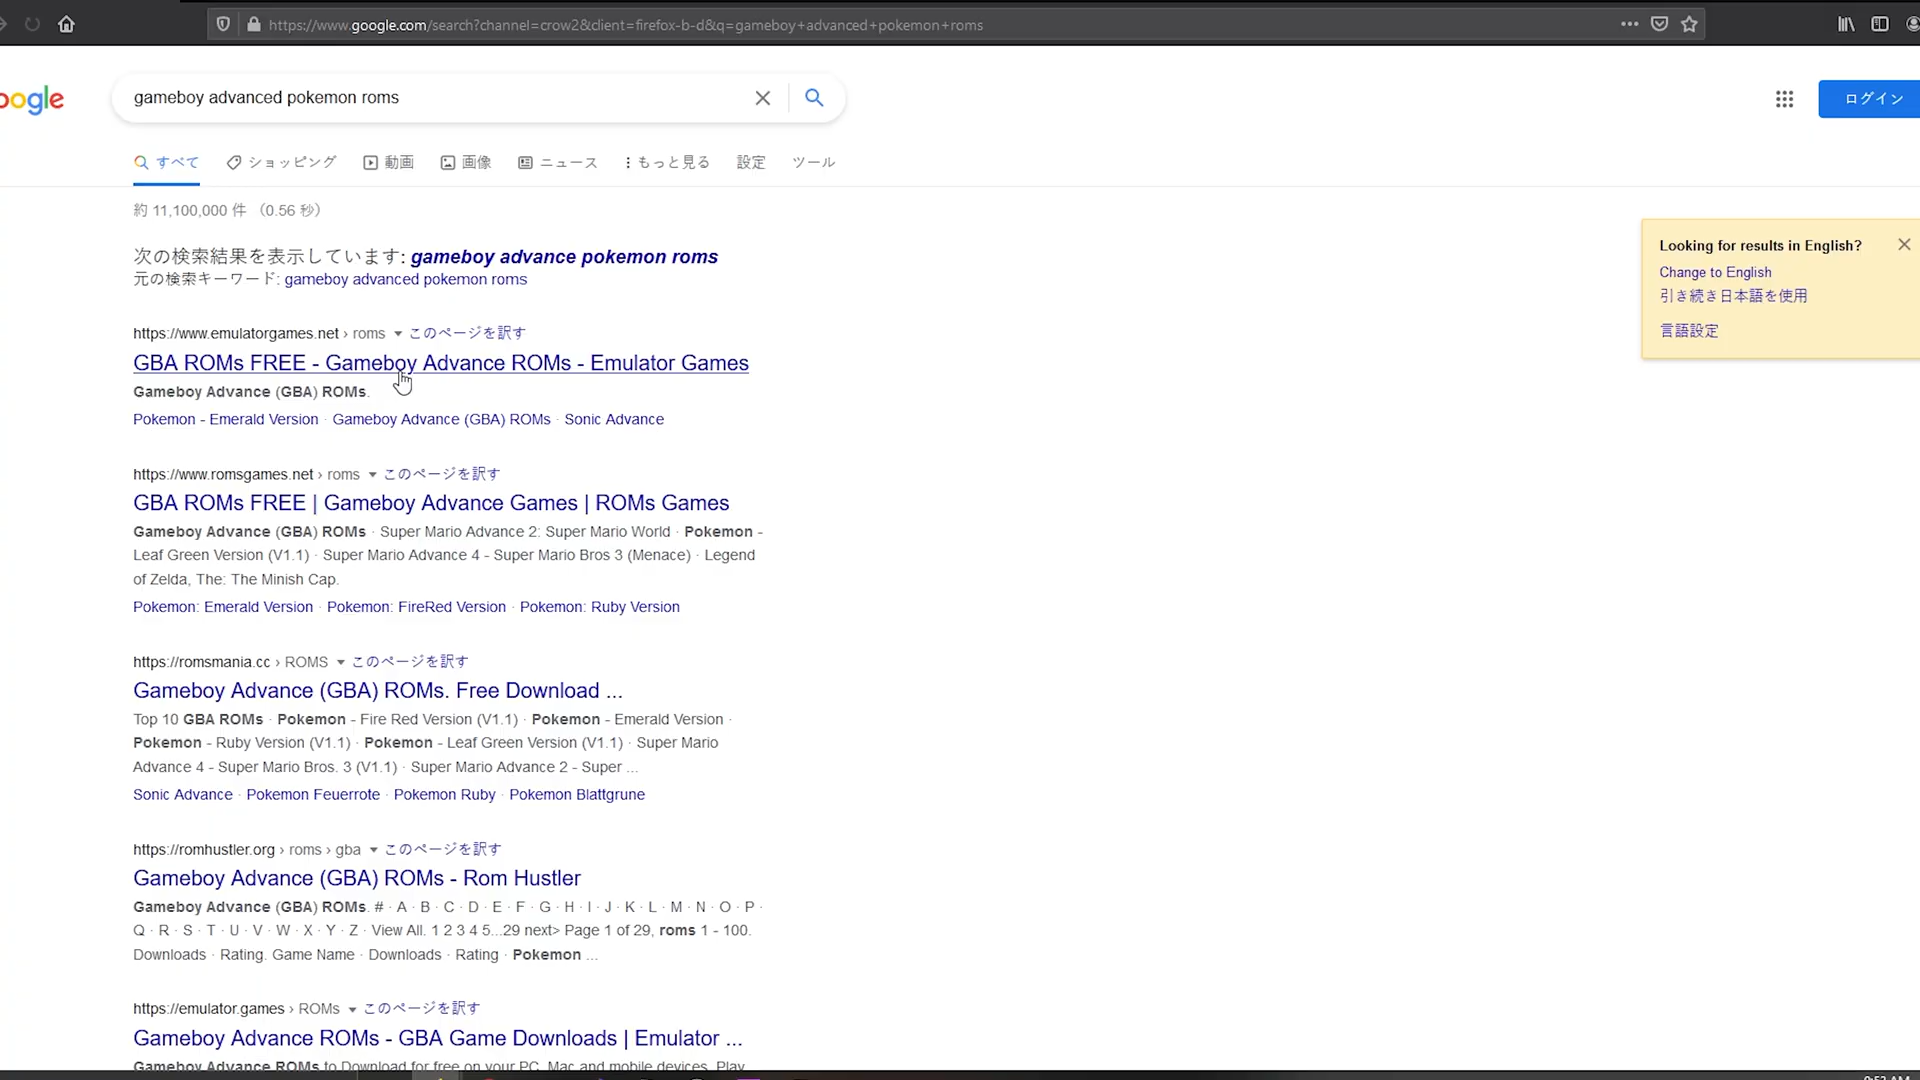 https://www.google.com/search?channel=crow2&client=firefox-b-d&q=gameboy+advanced+pokemon+roms
oogle
gameboy advanced pokemon roms
ログイン
すべて ショッピング 動画 画像 ニュース もっと見る 設定 ツール
約 11,100,000 件 （0.56 秒）
次の検索結果を表示しています: gameboy advance pokemon roms
元の検索キーワード: gameboy advanced pokemon roms
Looking for results in English?
Change to English
引き続き日本語を使用
言語設定
https://www.emulatorgames.net › roms このページを訳す
GBA ROMs FREE - Gameboy Advance ROMs - Emulator Games
Gameboy Advance (GBA) ROMs.
Pokemon - Emerald Version · Gameboy Advance (GBA) ROMs · Sonic Advance
https://www.romsgames.net › roms このページを訳す
GBA ROMs FREE | Gameboy Advance Games | ROMs Games
Gameboy Advance (GBA) ROMs · Super Mario Advance 2: Super Mario World · Pokemon -
Leaf Green Version (V1.1) · Super Mario Advance 4 - Super Mario Bros 3 (Menace) · Legend
of Zelda, The: The Minish Cap.
Pokemon: Emerald Version · Pokemon: FireRed Version · Pokemon: Ruby Version
https://romsmania.cc › ROMS このページを訳す
Gameboy Advance (GBA) ROMs. Free Download ...
Top 10 GBA ROMs · Pokemon - Fire Red Version (V1.1) · Pokemon - Emerald Version ·
Pokemon - Ruby Version (V1.1) · Pokemon - Leaf Green Version (V1.1) · Super Mario
Advance 4 - Super Mario Bros. 3 (V1.1) · Super Mario Advance 2 - Super ...
Sonic Advance · Pokemon Feuerrote · Pokemon Ruby · Pokemon Blattgrune
https://romhustler.org › roms › gba このページを訳す
Gameboy Advance (GBA) ROMs - Rom Hustler
Gameboy Advance (GBA) ROMs. # · A · B · C · D · E · F · G · H · I · J · K · L · M · N · O · P ·
Q · R · S · T · U · V · W · X · Y · Z · View All. 1 2 3 4 5...29 next> Page 1 of 29, roms 1 - 100.
Downloads · Rating. Game Name · Downloads · Rating · Pokemon ...
https://emulator.games › ROMs このページを訳す
Gameboy Advance ROMs - GBA Game Downloads | Emulator ...
Gameboy Advance ROMs to Download for free on your PC, Mac and mobile devices. Play